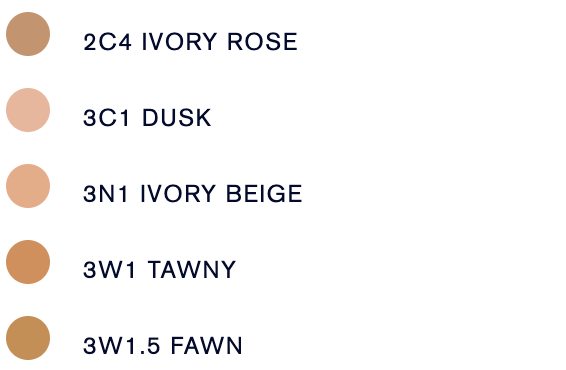 2C4 IVORY ROSE
3C1 DUSK
3N1 IVORY BEIGE
3W1 TAWNY
3W1.5 FAWN